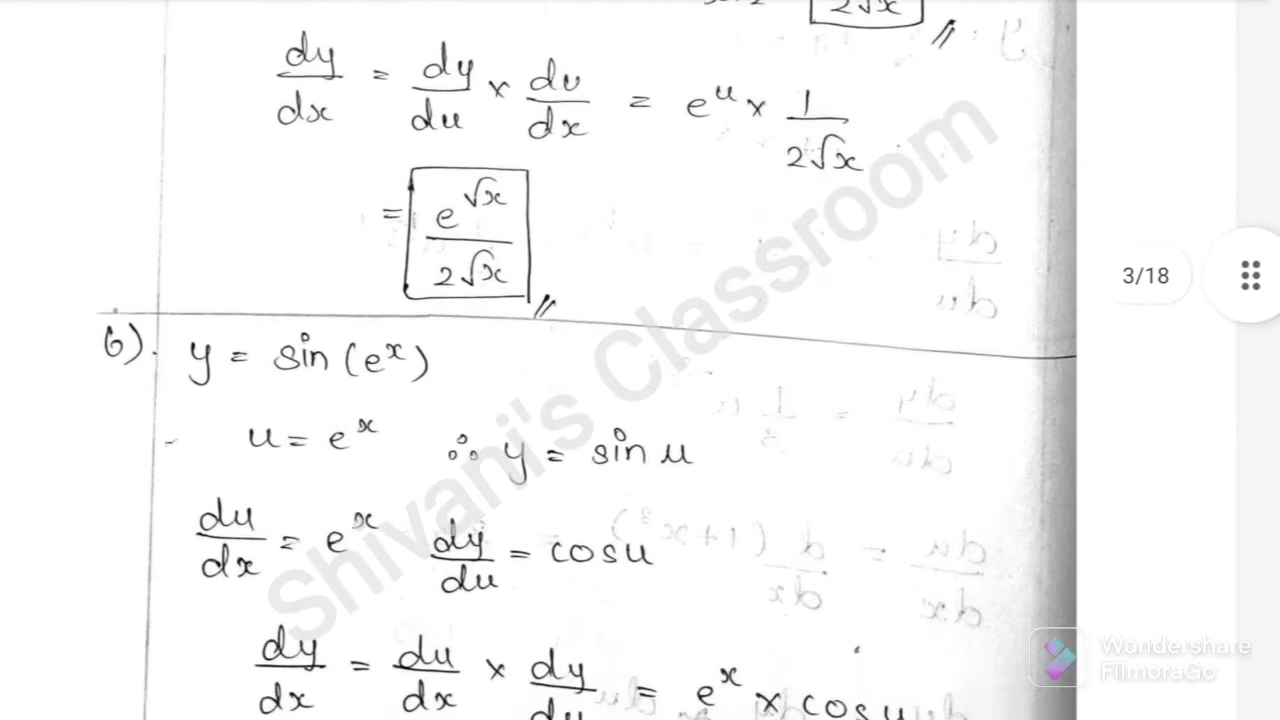 2√x
dy/dx = dy/du × du/dx = e^u × 1/2√x
= e^√x/2√x
6). y = sin (e^x)
u = e^x ∴ y = sin u
du/dx = e^x dy/du = cos u
dy/dx = du/dx × dy/du = e^x × cos u
Shivani's Classroom
3/18
Wondershare
FilmoraGo